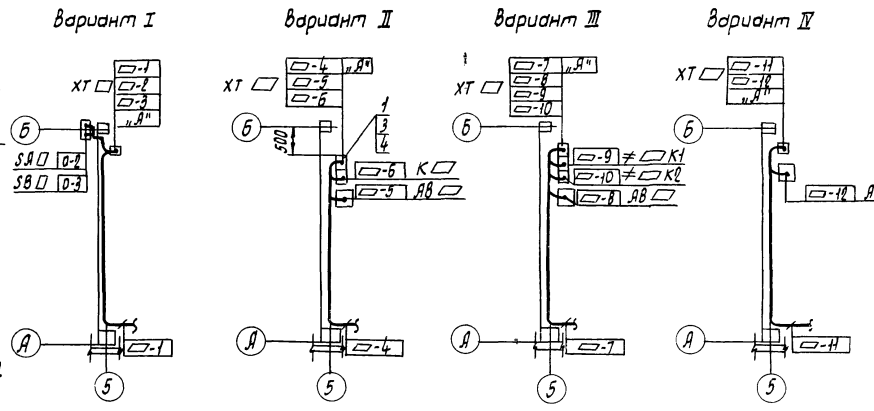 Вариант I
▱-1
▱-2
▱-3
„А"
ХТ ▱
Б
SA ▯ 0-2
SB ▯ 0-3
А
▱-1
5
Вариант II
▱-4 „А"
▱-5
▱-6
ХТ ▱
Б
500
1
3
4
▱-6 К ▱
▱-5 АВ ▱
А
▱-4
5
Вариант III
▱-7 „А"
▱-8
▱-9
▱-10
ХТ ▱
Б
▱-9 ≠ ▱ К1
▱-10 ≠ ▱ К2
▱-8 АВ ▱
А
▱-7
5
Вариант IV
▱-11
▱-12
„А"
ХТ ▱
Б
▱-12 А
А
▱-11
5